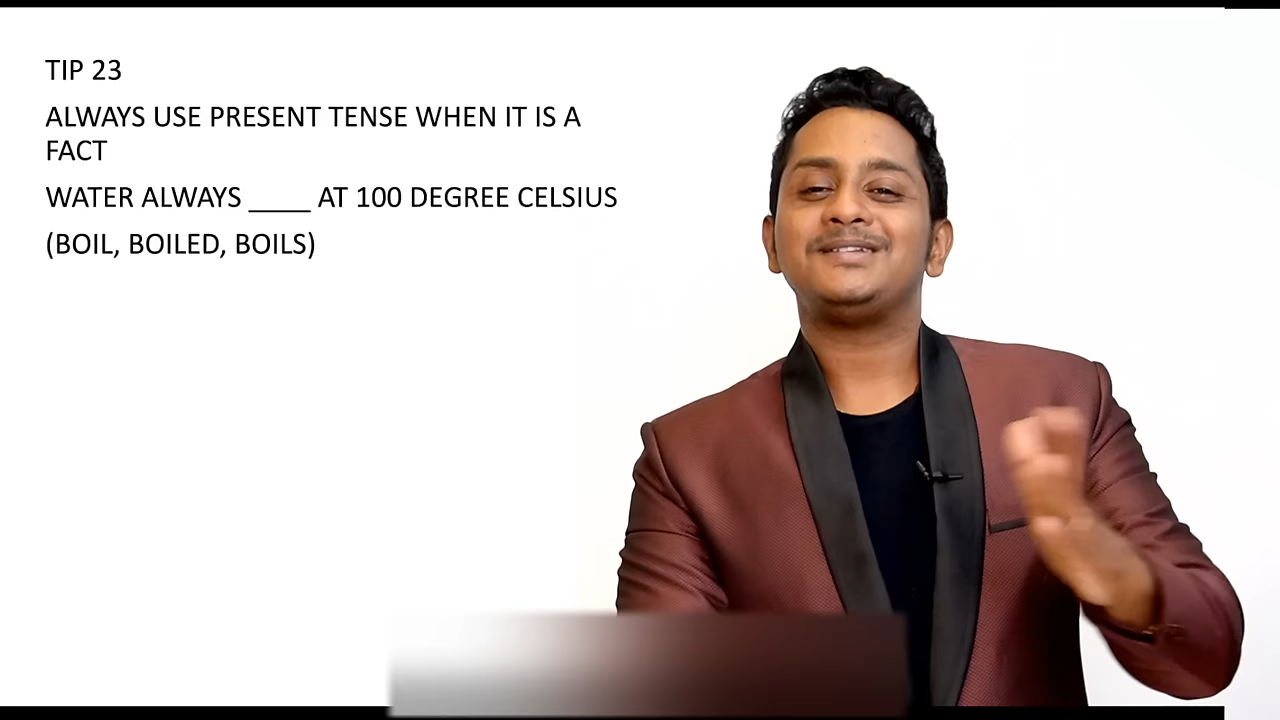 TIP 23
ALWAYS USE PRESENT TENSE WHEN IT IS A
FACT
WATER ALWAYS ____ AT 100 DEGREE CELSIUS
(BOIL, BOILED, BOILS)